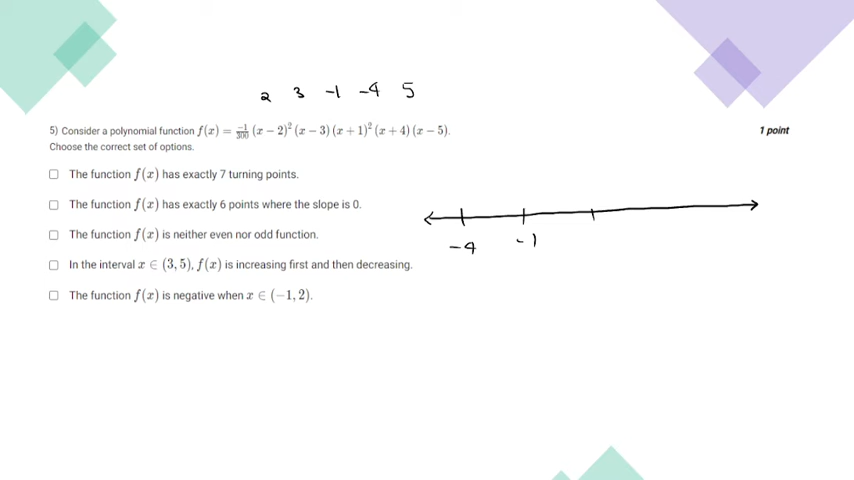 2 3 -1 -4 5
5) Consider a polynomial function f(x) = \frac{-1}{300} (x − 2)^2 (x − 3) (x + 1)^2 (x + 4) (x − 5).
1 point
Choose the correct set of options.
The function f(x) has exactly 7 turning points.
The function f(x) has exactly 6 points where the slope is 0.
The function f(x) is neither even nor odd function.
In the interval x ∈ (3, 5), f(x) is increasing first and then decreasing.
The function f(x) is negative when x ∈ (−1, 2).
-4 -1